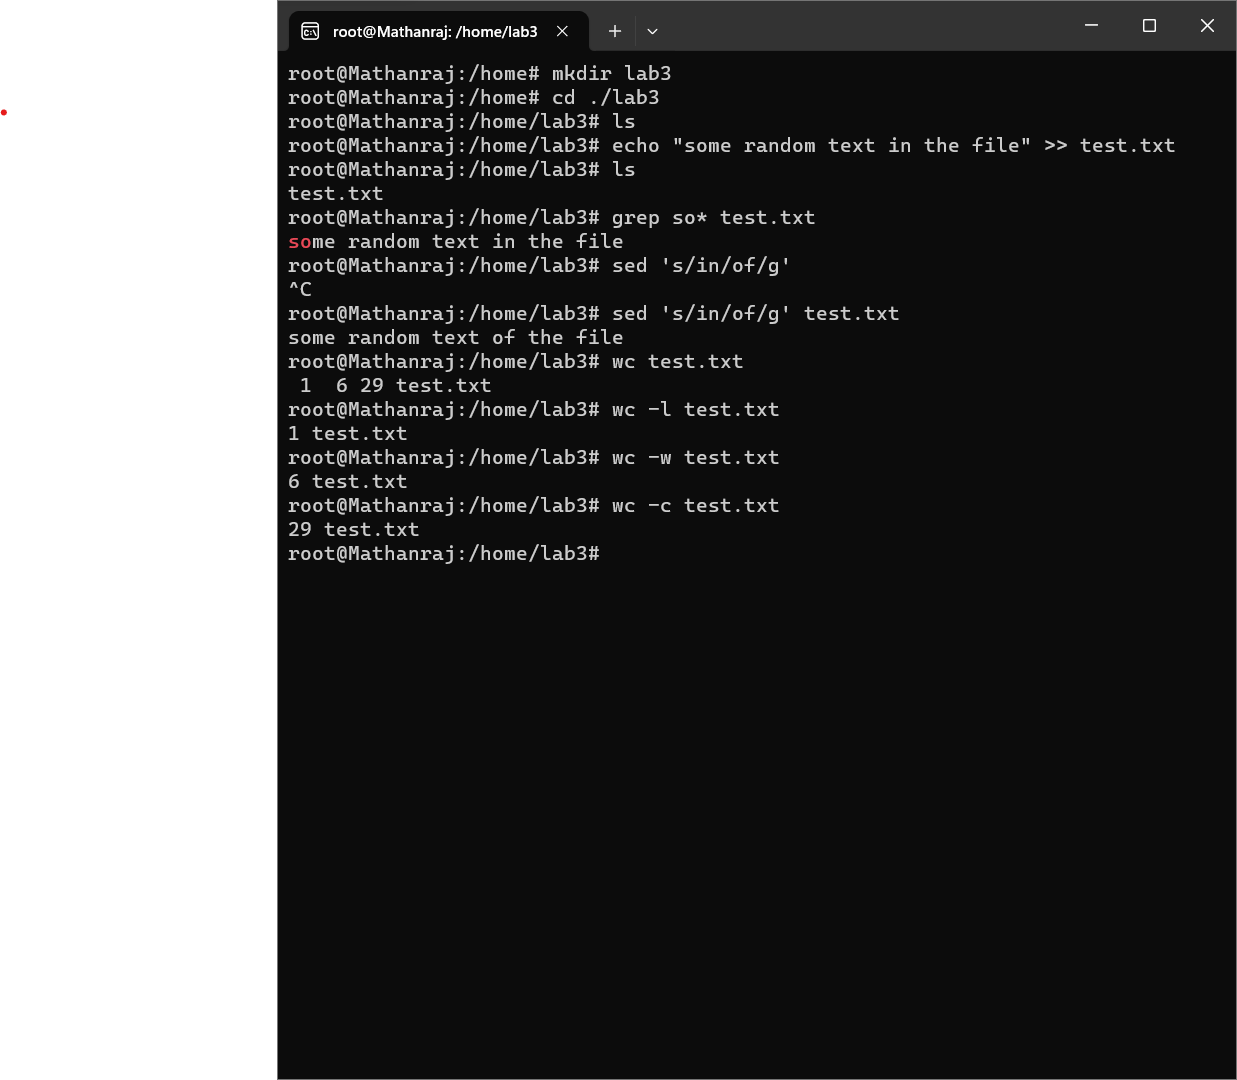 root@Mathanraj: /home/lab3
root@Mathanraj:/home# mkdir lab3
root@Mathanraj:/home# cd ./lab3
root@Mathanraj:/home/lab3# ls
root@Mathanraj:/home/lab3# echo "some random text in the file" >> test.txt
root@Mathanraj:/home/lab3# ls
test.txt
root@Mathanraj:/home/lab3# grep so* test.txt
some random text in the file
root@Mathanraj:/home/lab3# sed 's/in/of/g'
^C
root@Mathanraj:/home/lab3# sed 's/in/of/g' test.txt
some random text of the file
root@Mathanraj:/home/lab3# wc test.txt
 1  6 29 test.txt
root@Mathanraj:/home/lab3# wc -l test.txt
1 test.txt
root@Mathanraj:/home/lab3# wc -w test.txt
6 test.txt
root@Mathanraj:/home/lab3# wc -c test.txt
29 test.txt
root@Mathanraj:/home/lab3#